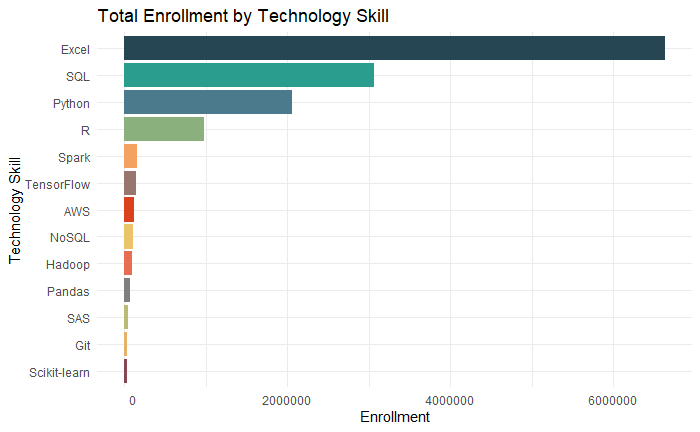 Total Enrollment by Technology Skill
Technology Skill
Excel
SQL
Python
R
Spark
TensorFlow
AWS
NoSQL
Hadoop
Pandas
SAS
Git
Scikit-learn
0 2000000 4000000 6000000
Enrollment